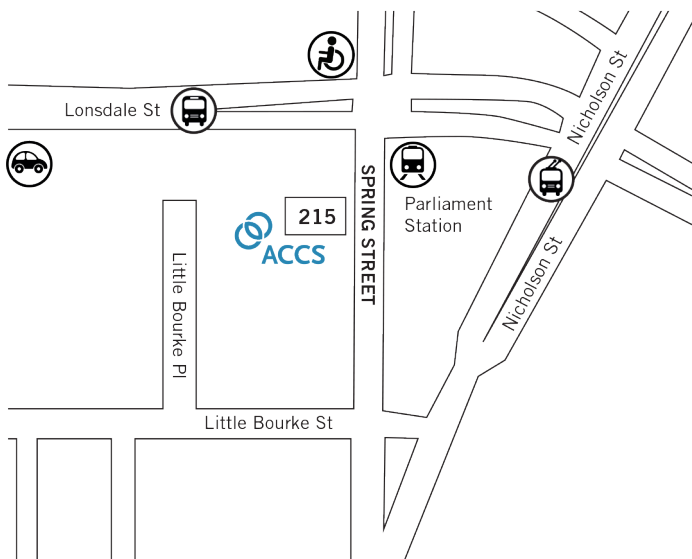 Nicholson St
Lonsdale St
SPRING STREET
Parliament
Station
215
ACCS
Little Bourke Pl
Nicholson St
Little Bourke St